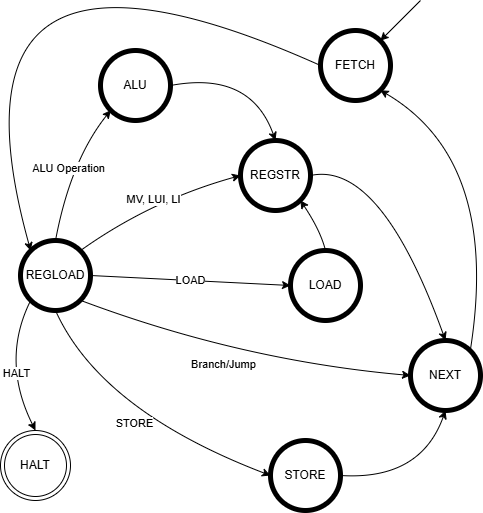 FETCH
ALU
ALU Operation
REGSTR
MV, LUI, LI
REGLOAD
LOAD
LOAD
Branch/Jump
NEXT
HALT
STORE
HALT
STORE